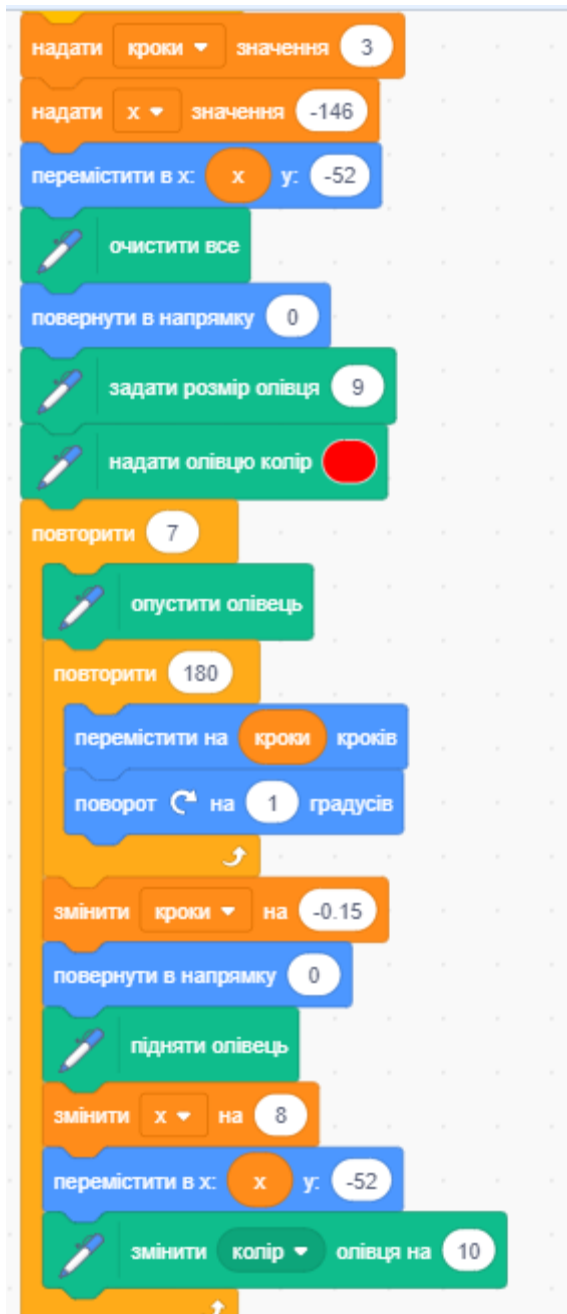 надати кроки значення 3
надати x значення -146
перемістити в x: x y: -52
очистити все
повернути в напрямку 0
задати розмір олівця 9
надати олівцю колір
повторити 7
опустити олівець
повторити 180
перемістити на кроки кроків
поворот на 1 градусів
змінити кроки на -0.15
повернути в напрямку 0
підняти олівець
змінити x на 8
перемістити в x: x y: -52
змінити колір олівця на 10